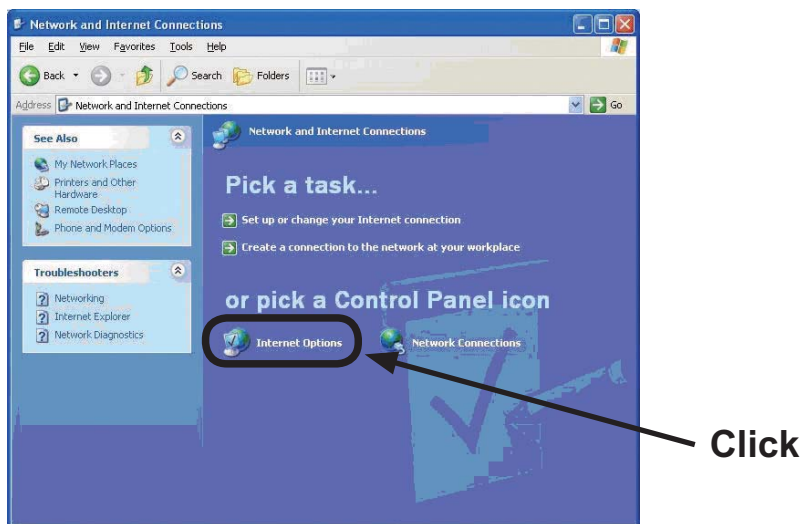 Network and Internet Connections
File Edit View Favorites Tools Help
Back Search Folders
Address Network and Internet Connections Go
See Also
My Network Places
Printers and Other
Hardware
Remote Desktop
Phone and Modem Options
Troubleshooters
? Networking
? Internet Explorer
? Network Diagnostics
Network and Internet Connections
Pick a task...
Set up or change your Internet connection
Create a connection to the network at your workplace
or pick a Control Panel icon
Internet Options Network Connections
Click